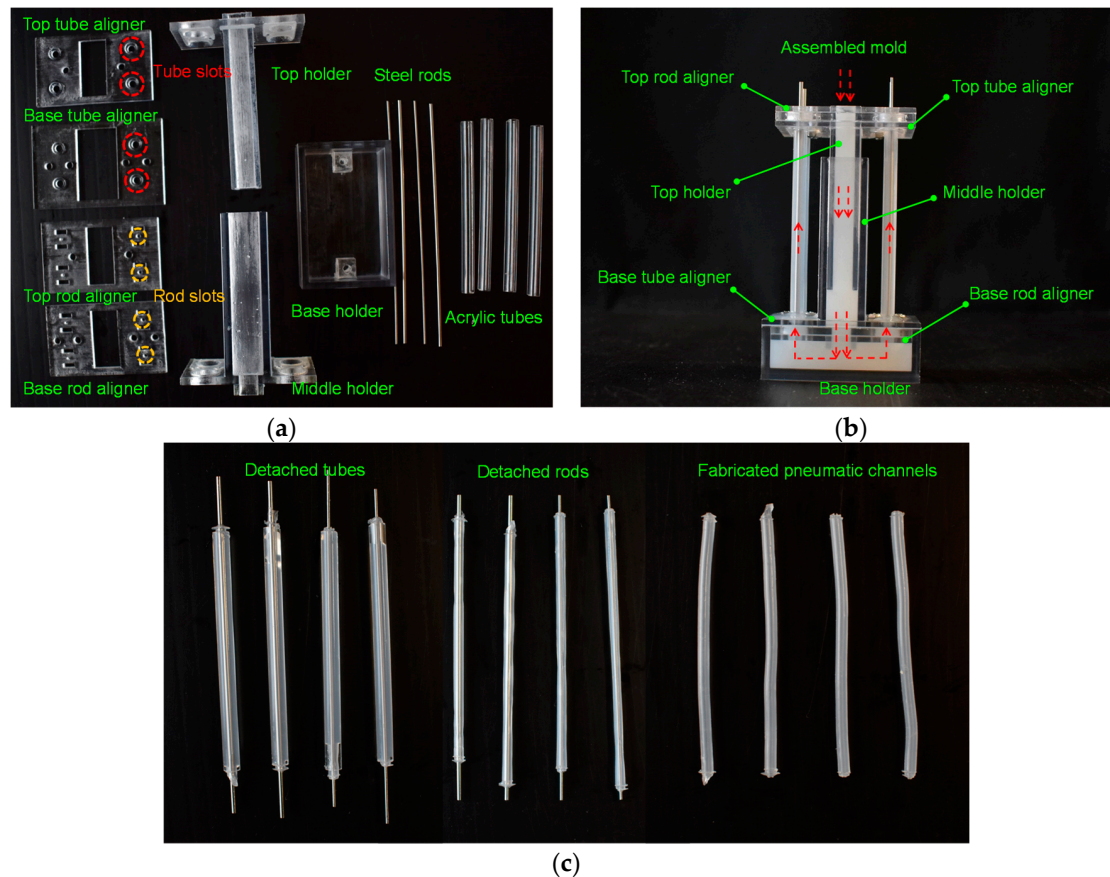 Top tube aligner
Tube slots
Top holder
Steel rods
Base tube aligner
Top rod aligner
Rod slots
Base holder
Acrylic tubes
Base rod aligner
Middle holder
(a)
Assembled mold
Top rod aligner
Top tube aligner
Top holder
Middle holder
Base tube aligner
Base rod aligner
Base holder
(b)
Detached tubes
Detached rods
Fabricated pneumatic channels
(c)